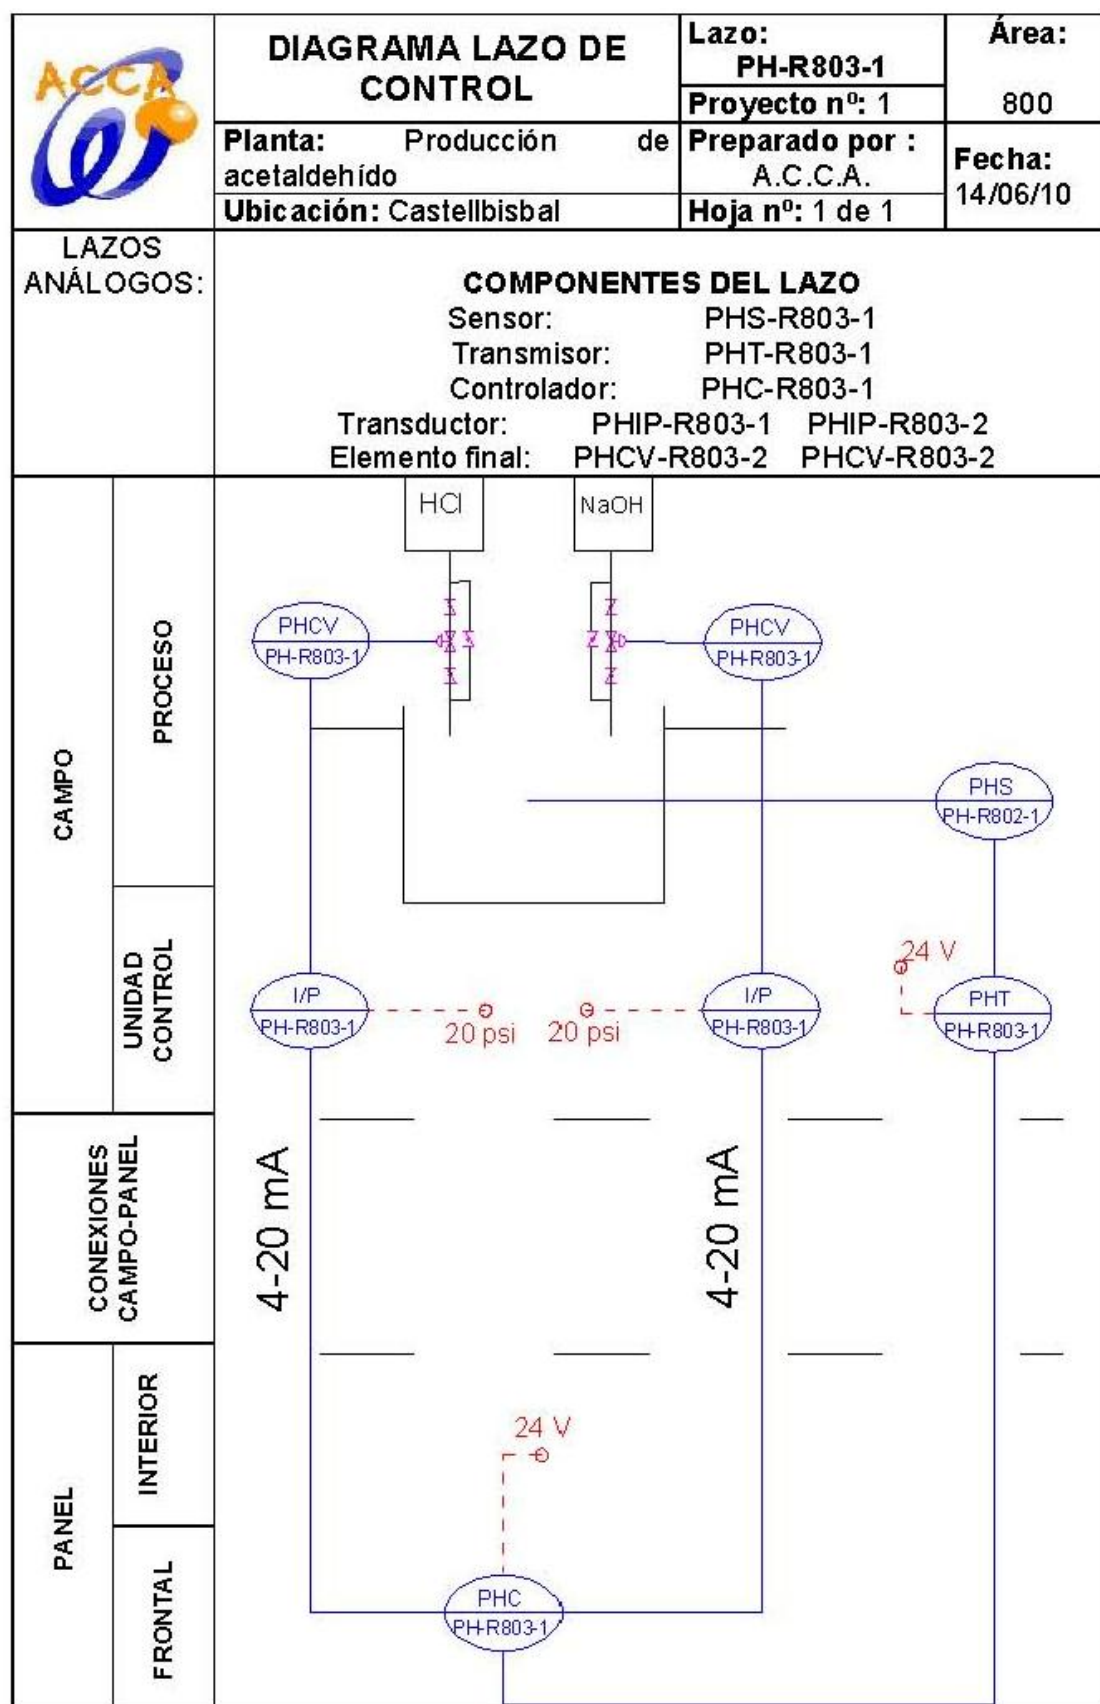 ACCA
DIAGRAMA LAZO DE
CONTROL
Lazo:
PH-R803-1
Proyecto nº: 1
Área:
800
Planta: Producción de
acetaldehído
Preparado por :
A.C.C.A.
Fecha:
14/06/10
Ubicación: Castellbisbal
Hoja nº: 1 de 1
LAZOS
ANÁLOGOS:
COMPONENTES DEL LAZO
Sensor: PHS-R803-1
Transmisor: PHT-R803-1
Controlador: PHC-R803-1
Transductor: PHIP-R803-1 PHIP-R803-2
Elemento final: PHCV-R803-2 PHCV-R803-2
CAMPO
PROCESO
HCl
NaOH
PHCV
PH-R803-1
PHCV
PH-R803-1
PHS
PH-R802-1
UNIDAD
CONTROL
I/P
PH-R803-1
20 psi
20 psi
I/P
PH-R803-1
24 V
PHT
PH-R803-1
CONEXIONES
CAMPO-PANEL
4-20 mA
4-20 mA
PANEL
INTERIOR
24 V
FRONTAL
PHC
PH-R803-1